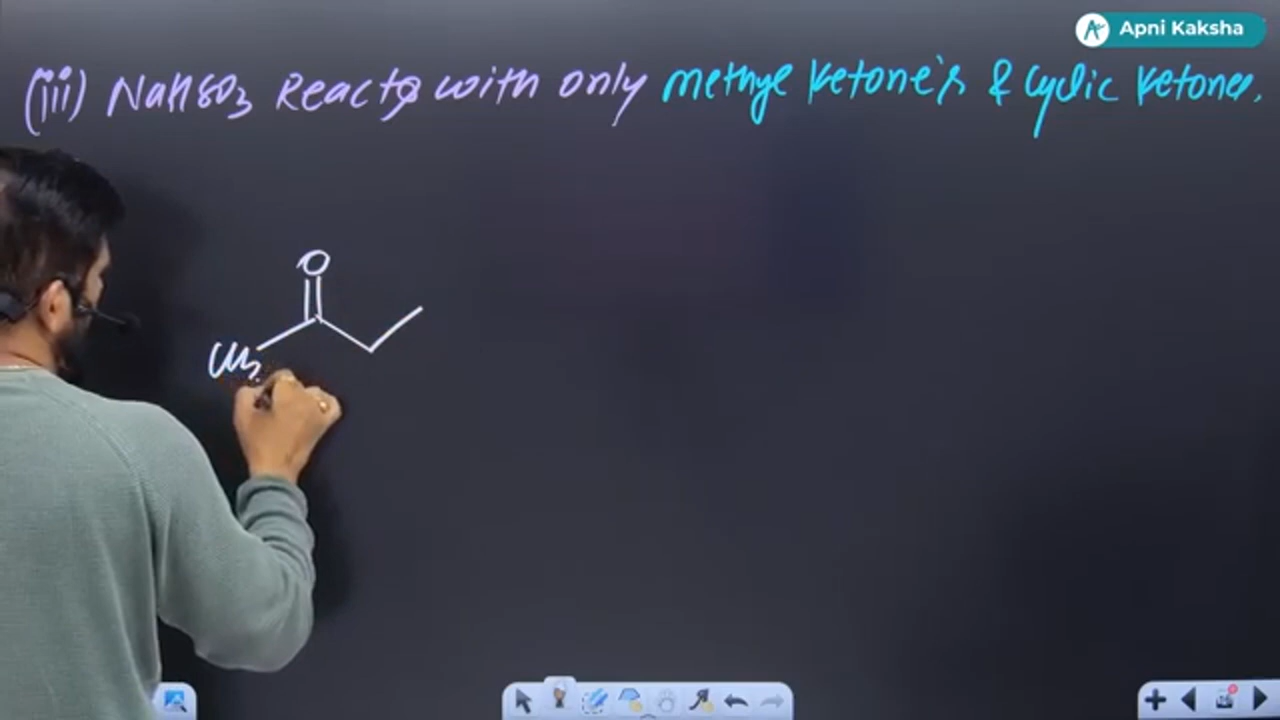 Apni Kaksha
(iii) NaHSO3 Reacts with only methyl Ketone's & Cyclic Ketones.
O
CH3